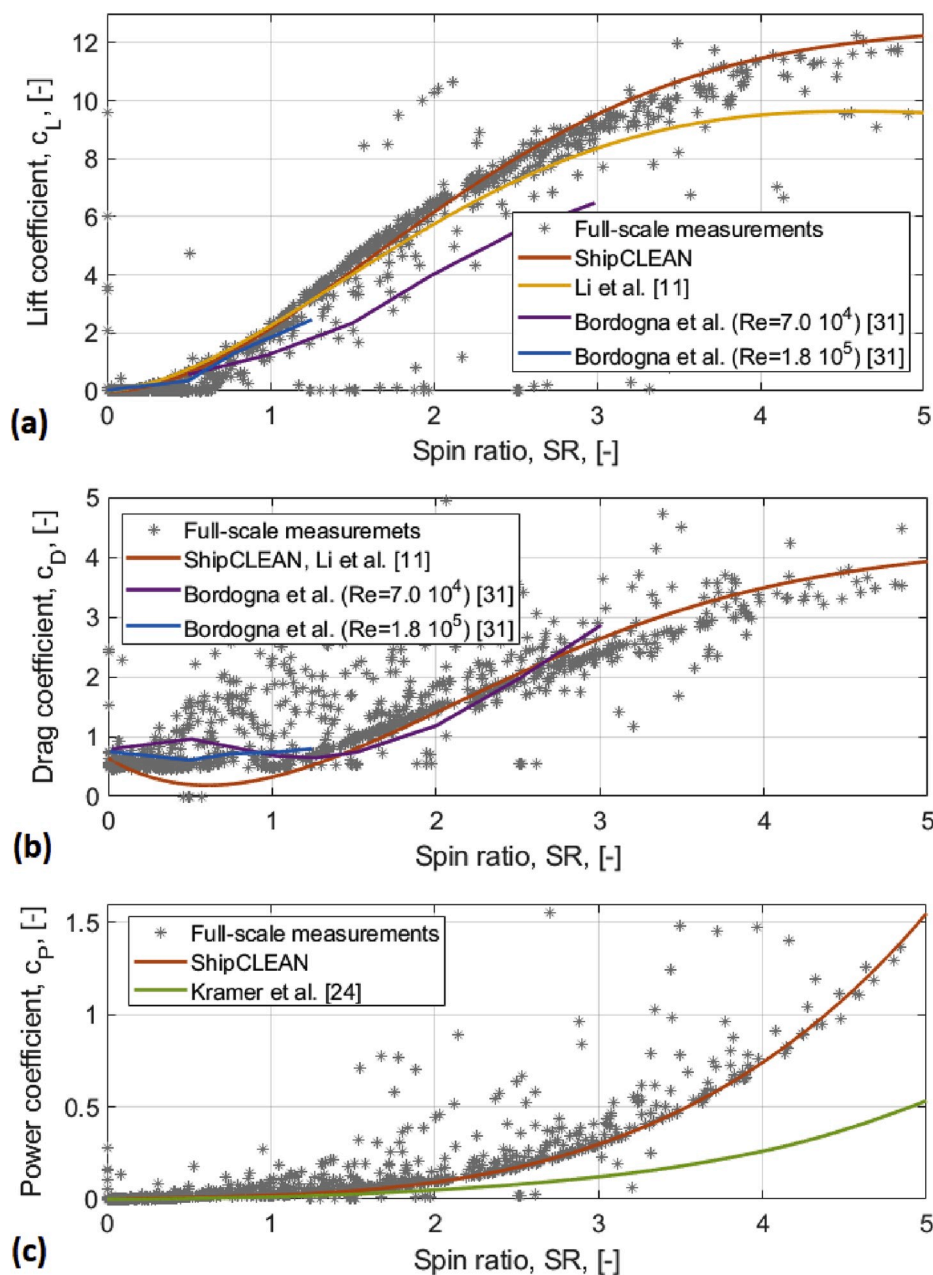 12
10
8
6
4
2
0
Lift coefficient, c_L, [-]
Full-scale measurements
ShipCLEAN
Li et al. [11]
Bordogna et al. (Re=7.0 10^4) [31]
Bordogna et al. (Re=1.8 10^5) [31]
0 1 2 3 4 5
(a)
Spin ratio, SR, [-]
5
4
3
2
1
0
Drag coefficient, c_D, [-]
Full-scale measuremets
ShipCLEAN, Li et al. [11]
Bordogna et al. (Re=7.0 10^4) [31]
Bordogna et al. (Re=1.8 10^5) [31]
0 1 2 3 4 5
(b)
Spin ratio, SR, [-]
1.5
1
0.5
0
Power coefficient, c_P, [-]
Full-scale measurements
ShipCLEAN
Kramer et al. [24]
0 1 2 3 4 5
(c)
Spin ratio, SR, [-]